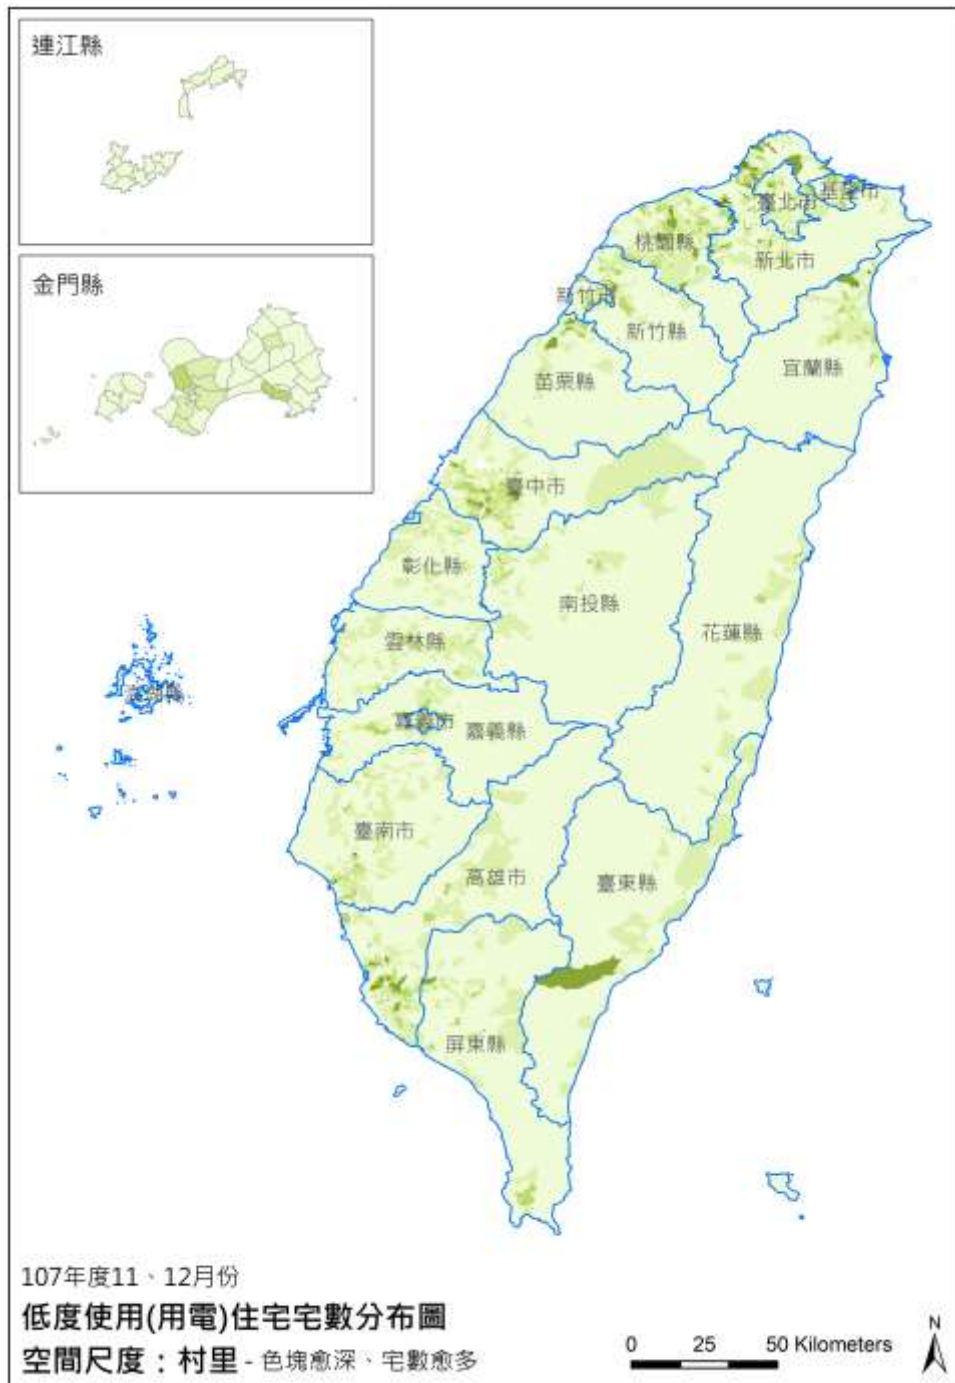 連江縣
金門縣
基隆市
臺北市
桃園縣
新北市
新竹市
新竹縣
苗栗縣
宜蘭縣
臺中市
彰化縣
南投縣
雲林縣
花蓮縣
嘉義市
嘉義縣
臺南市
高雄市
臺東縣
屏東縣
107年度11、12月份
低度使用(用電)住宅宅數分布圖
空間尺度：村里 - 色塊愈深、宅數愈多
0 25 50 Kilometers
N